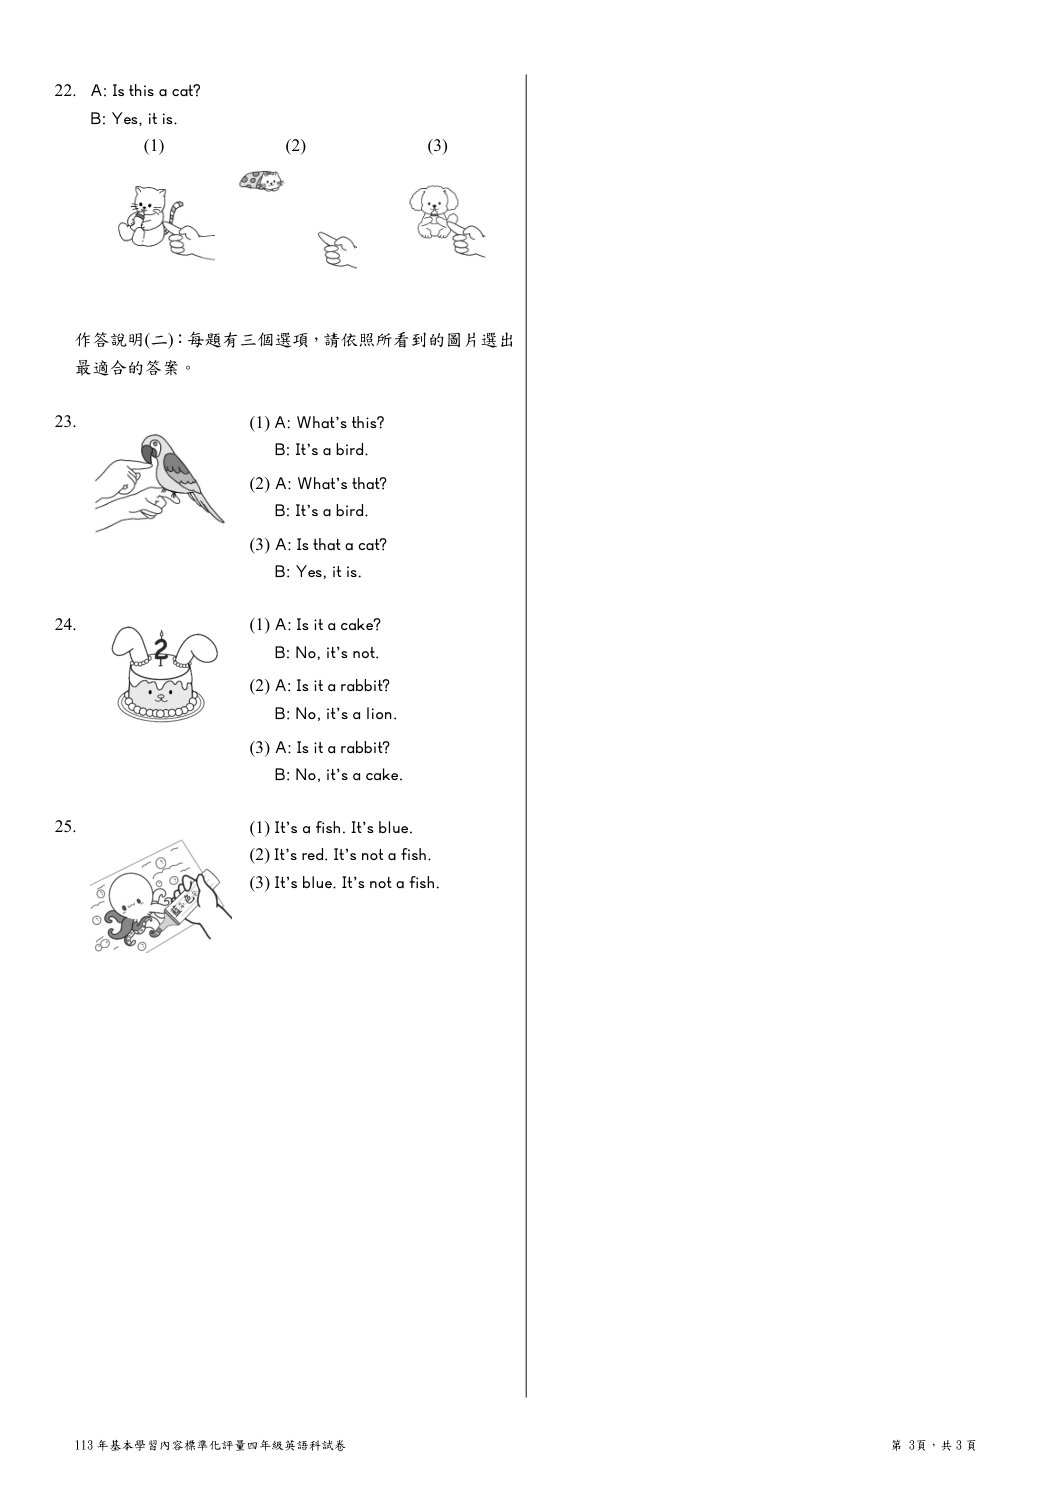 22. A: Is this a cat?
B: Yes, it is.
(1) (2) (3)
作答說明(二)：每題有三個選項，請依照所看到的圖片選出
最適合的答案。
23.
(1) A: What's this?
B: It's a bird.
(2) A: What's that?
B: It's a bird.
(3) A: Is that a cat?
B: Yes, it is.
24.
2
(1) A: Is it a cake?
B: No, it's not.
(2) A: Is it a rabbit?
B: No, it's a lion.
(3) A: Is it a rabbit?
B: No, it's a cake.
25.
(1) It's a fish. It's blue.
(2) It's red. It's not a fish.
(3) It's blue. It's not a fish.
113 年基本學習內容標準化評量四年級英語科試卷
第 3頁，共 3 頁